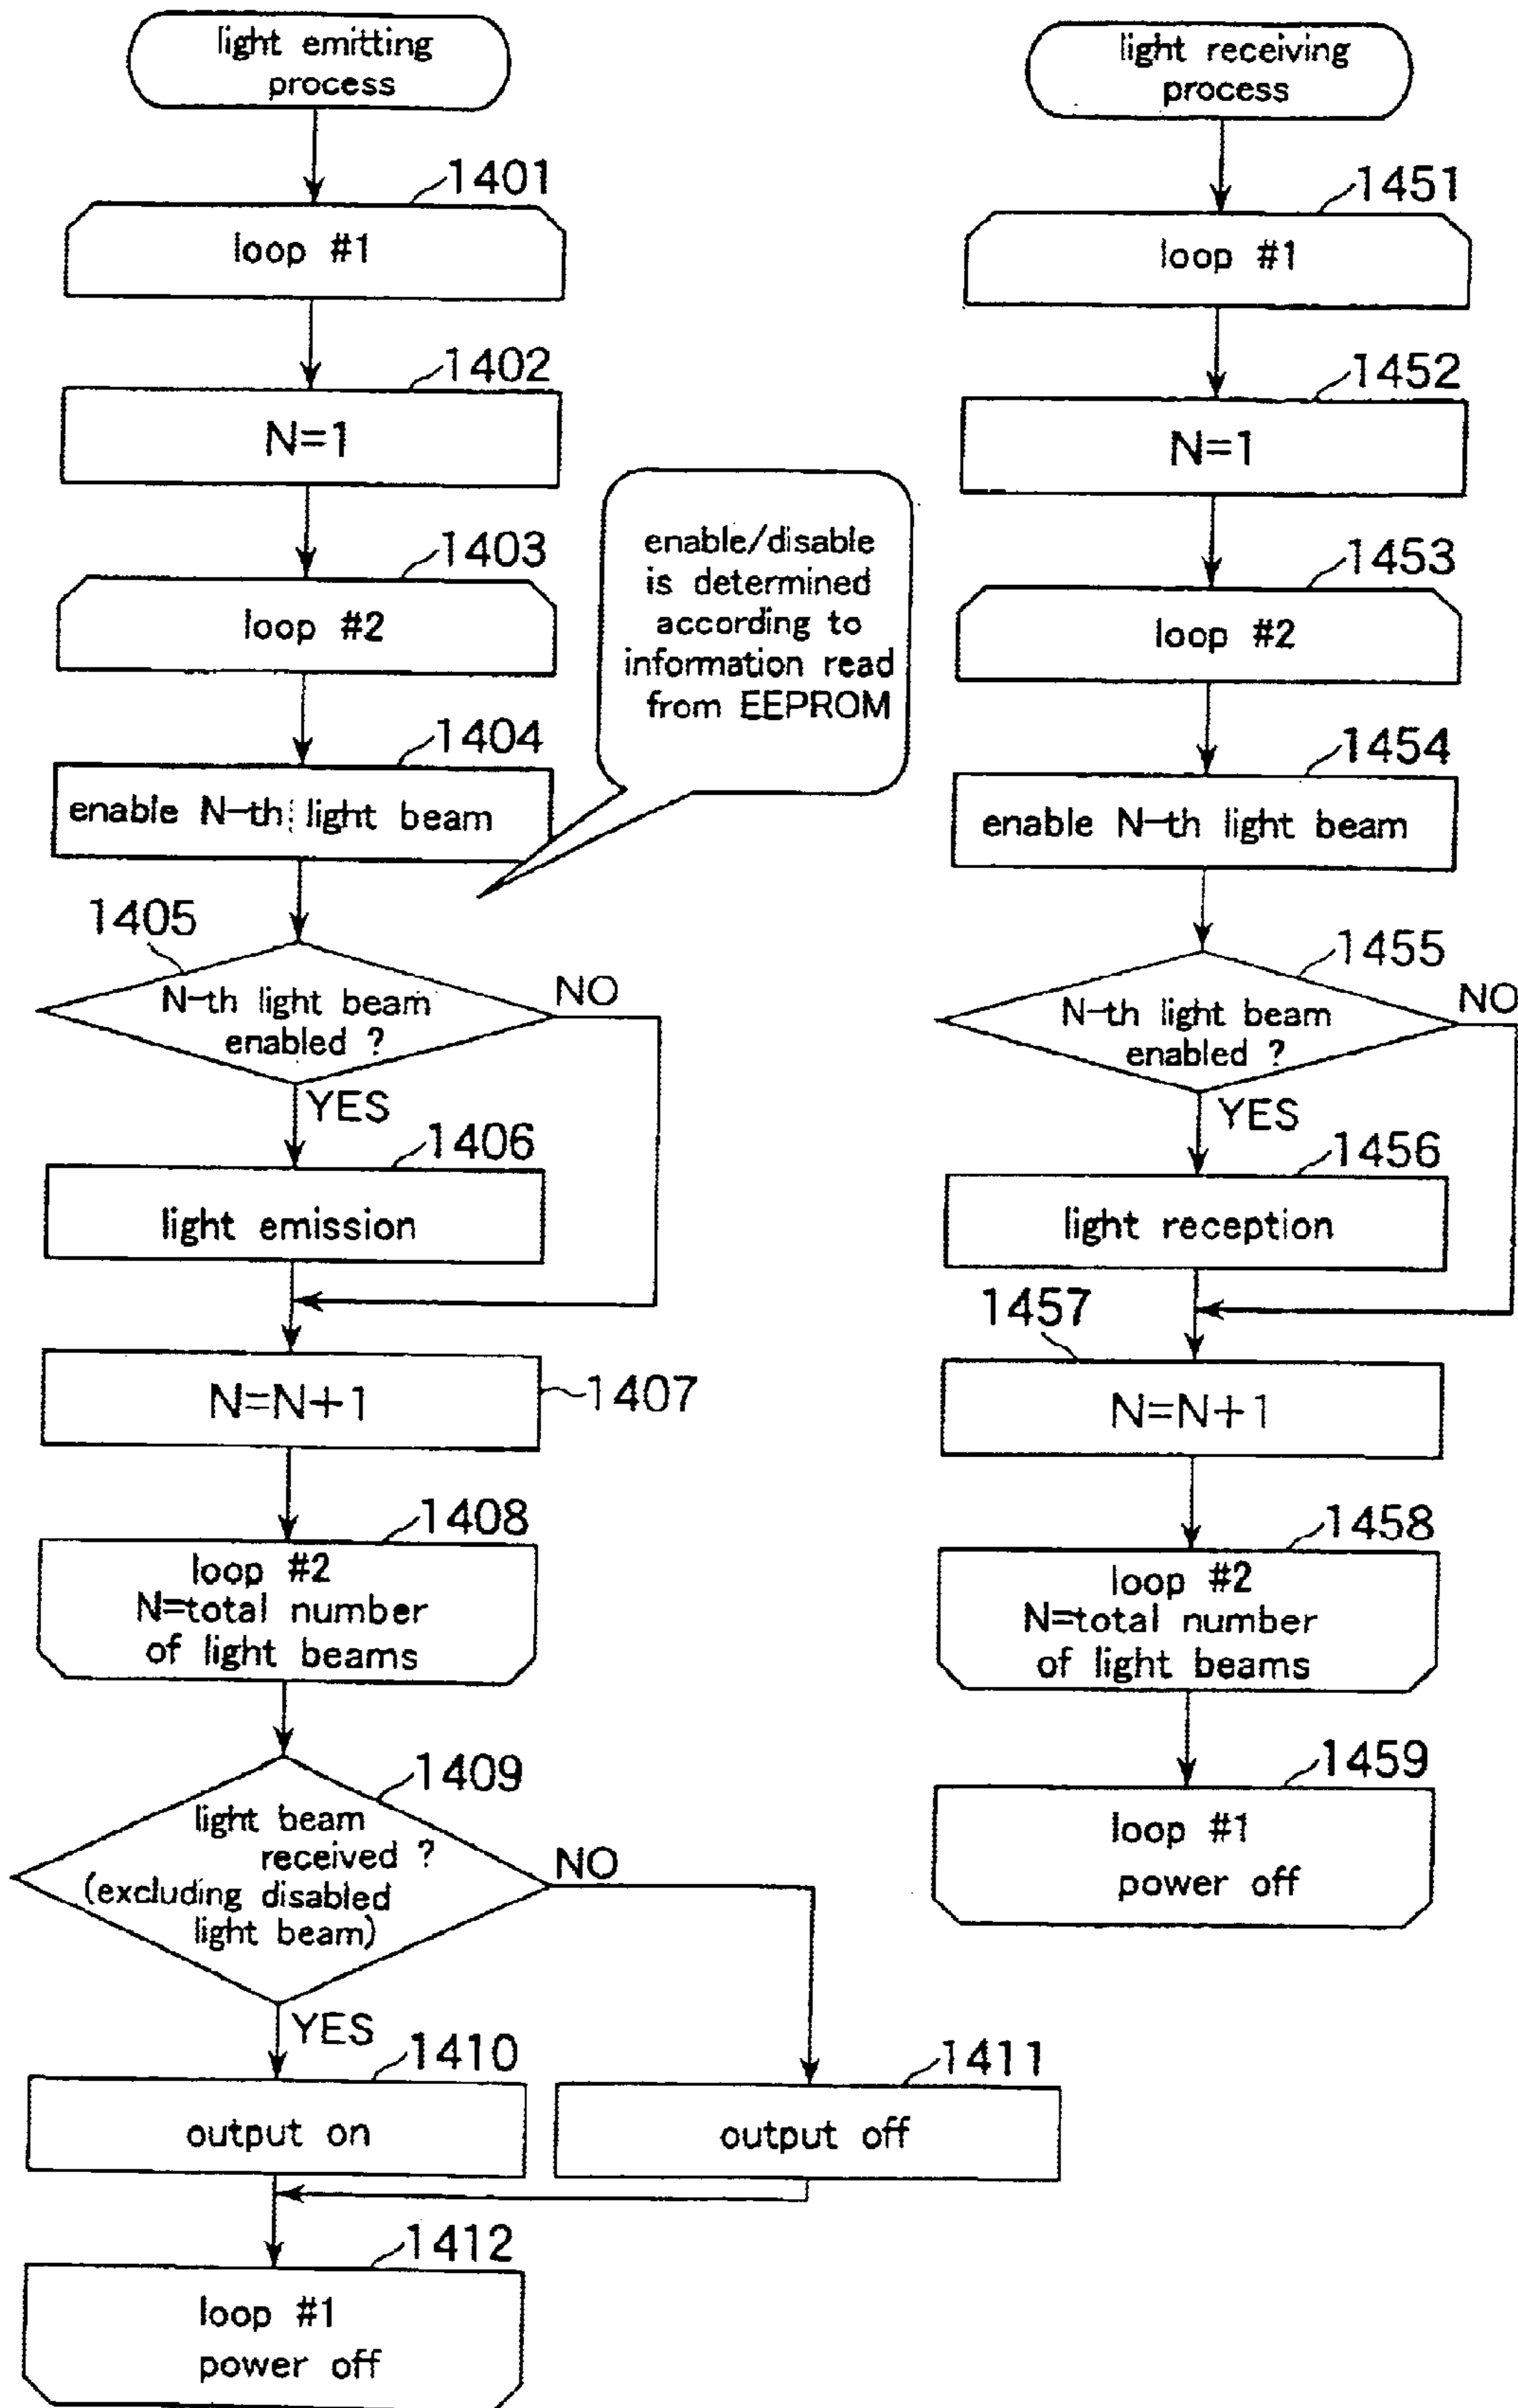 light emitting
process
1401
loop #1
1402
N=1
1403
loop #2
enable/disable
is determined
according to
information read
from EEPROM
1404
enable N-th light beam
1405
N-th light beam
enabled ?
NO
YES
1406
light emission
N=N+1
1407
1408
loop #2
N=total number
of light beams
1409
light beam
received ?
(excluding disabled
light beam)
NO
YES
1410
output on
1411
output off
1412
loop #1
power off
light receiving
process
1451
loop #1
1452
N=1
1453
loop #2
1454
enable N-th light beam
1455
N-th light beam
enabled ?
NO
YES
1456
light reception
1457
N=N+1
1458
loop #2
N=total number
of light beams
1459
loop #1
power off